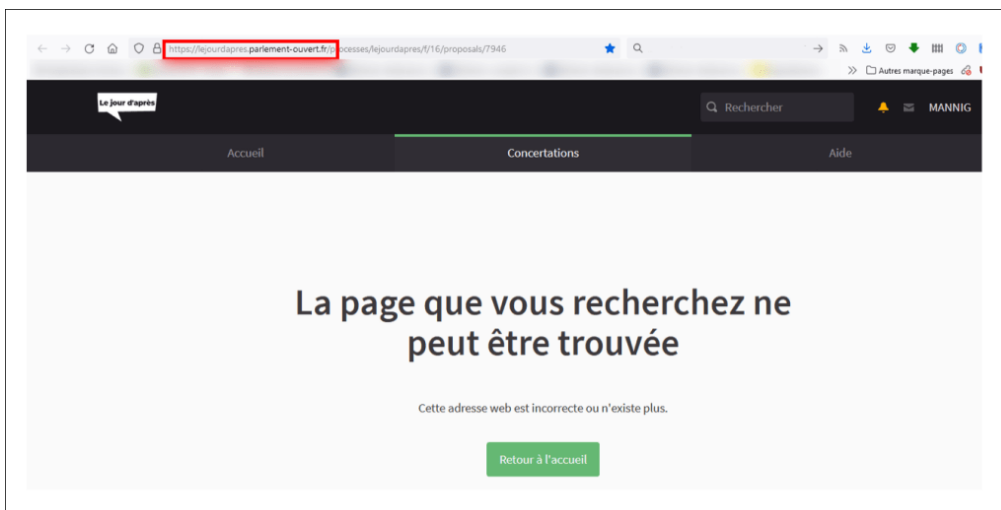 https://lejourdapres.parlement-ouvert.fr/processes/lejourdapres/f/16/proposals/7946
Autres marque-pages
Le jour d'après
Rechercher
MANNIG
Accueil
Concertations
Aide
La page que vous recherchez ne
peut être trouvée
Cette adresse web est incorrecte ou n'existe plus.
Retour à l'accueil